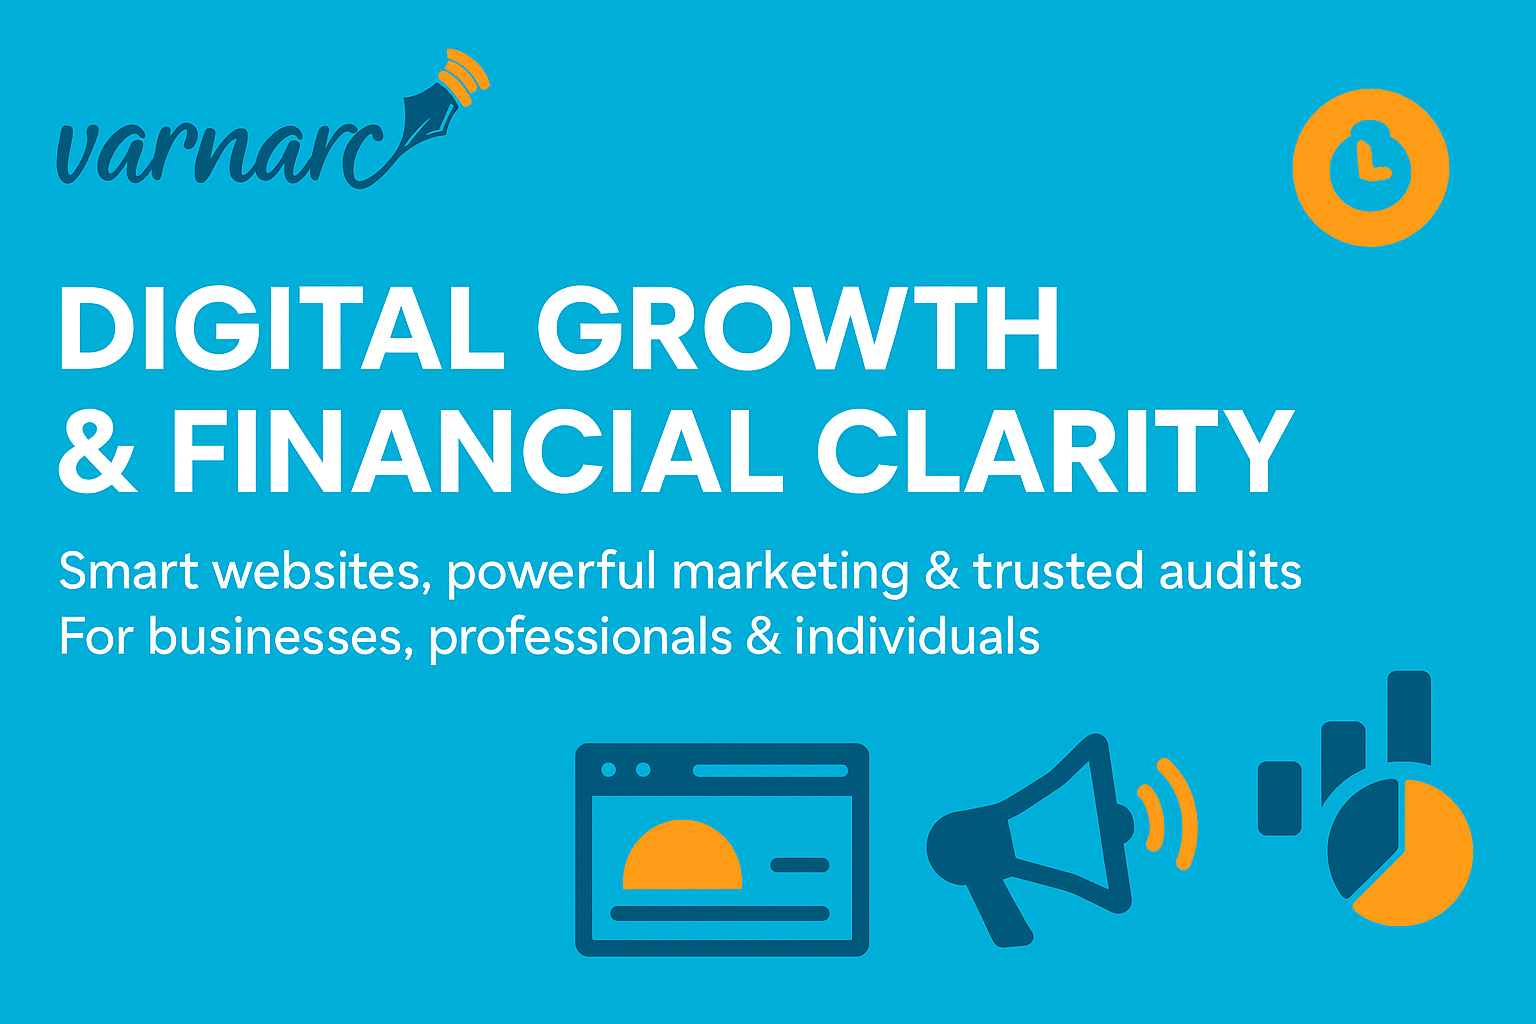 varnarc
DIGITAL GROWTH
& FINANCIAL CLARITY
Smart websites, powerful marketing & trusted audits
For businesses, professionals & individuals